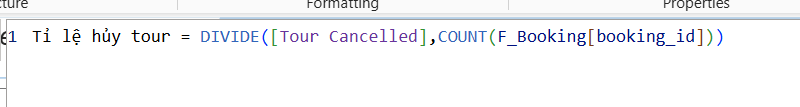 Formatting
Properties
1 Tỉ lệ hủy tour = DIVIDE([Tour Cancelled],COUNT(F_Booking[booking_id]))